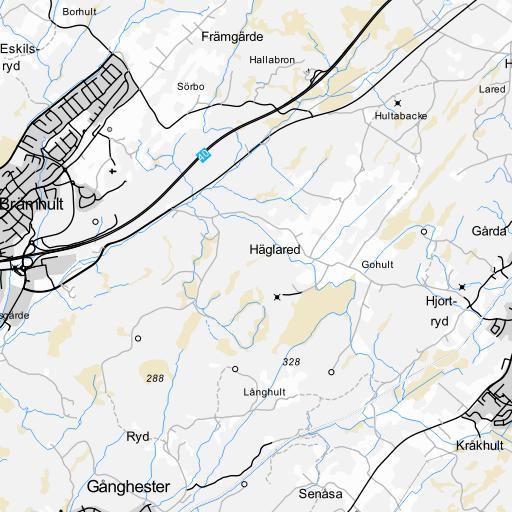 Borhult
Främgärde
Eskils-
ryd
Hallabron
H
Sörbo
Lared
Hultabacke
40
Bråmhult
Gårda
Häglared
Gohult
Hjort-
ryd
gärde
328
288
Långhult
Ryd
Kråkhult
Gånghester
Senåsa